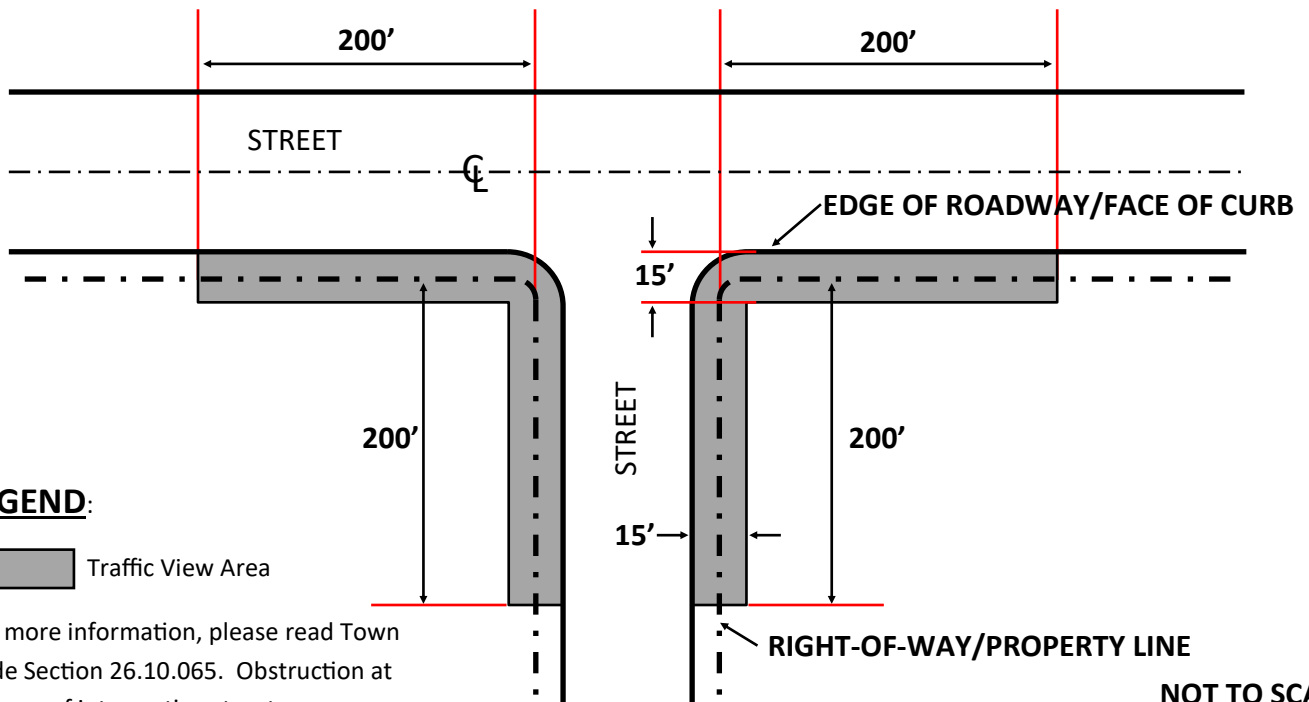 200’
200’
STREET
℄
EDGE OF ROADWAY/FACE OF CURB
15’
STREET
200’
200’
GEND:
Traffic View Area
15’
more information, please read Town
de Section 26.10.065. Obstruction at
RIGHT-OF-WAY/PROPERTY LINE
NOT TO SCA